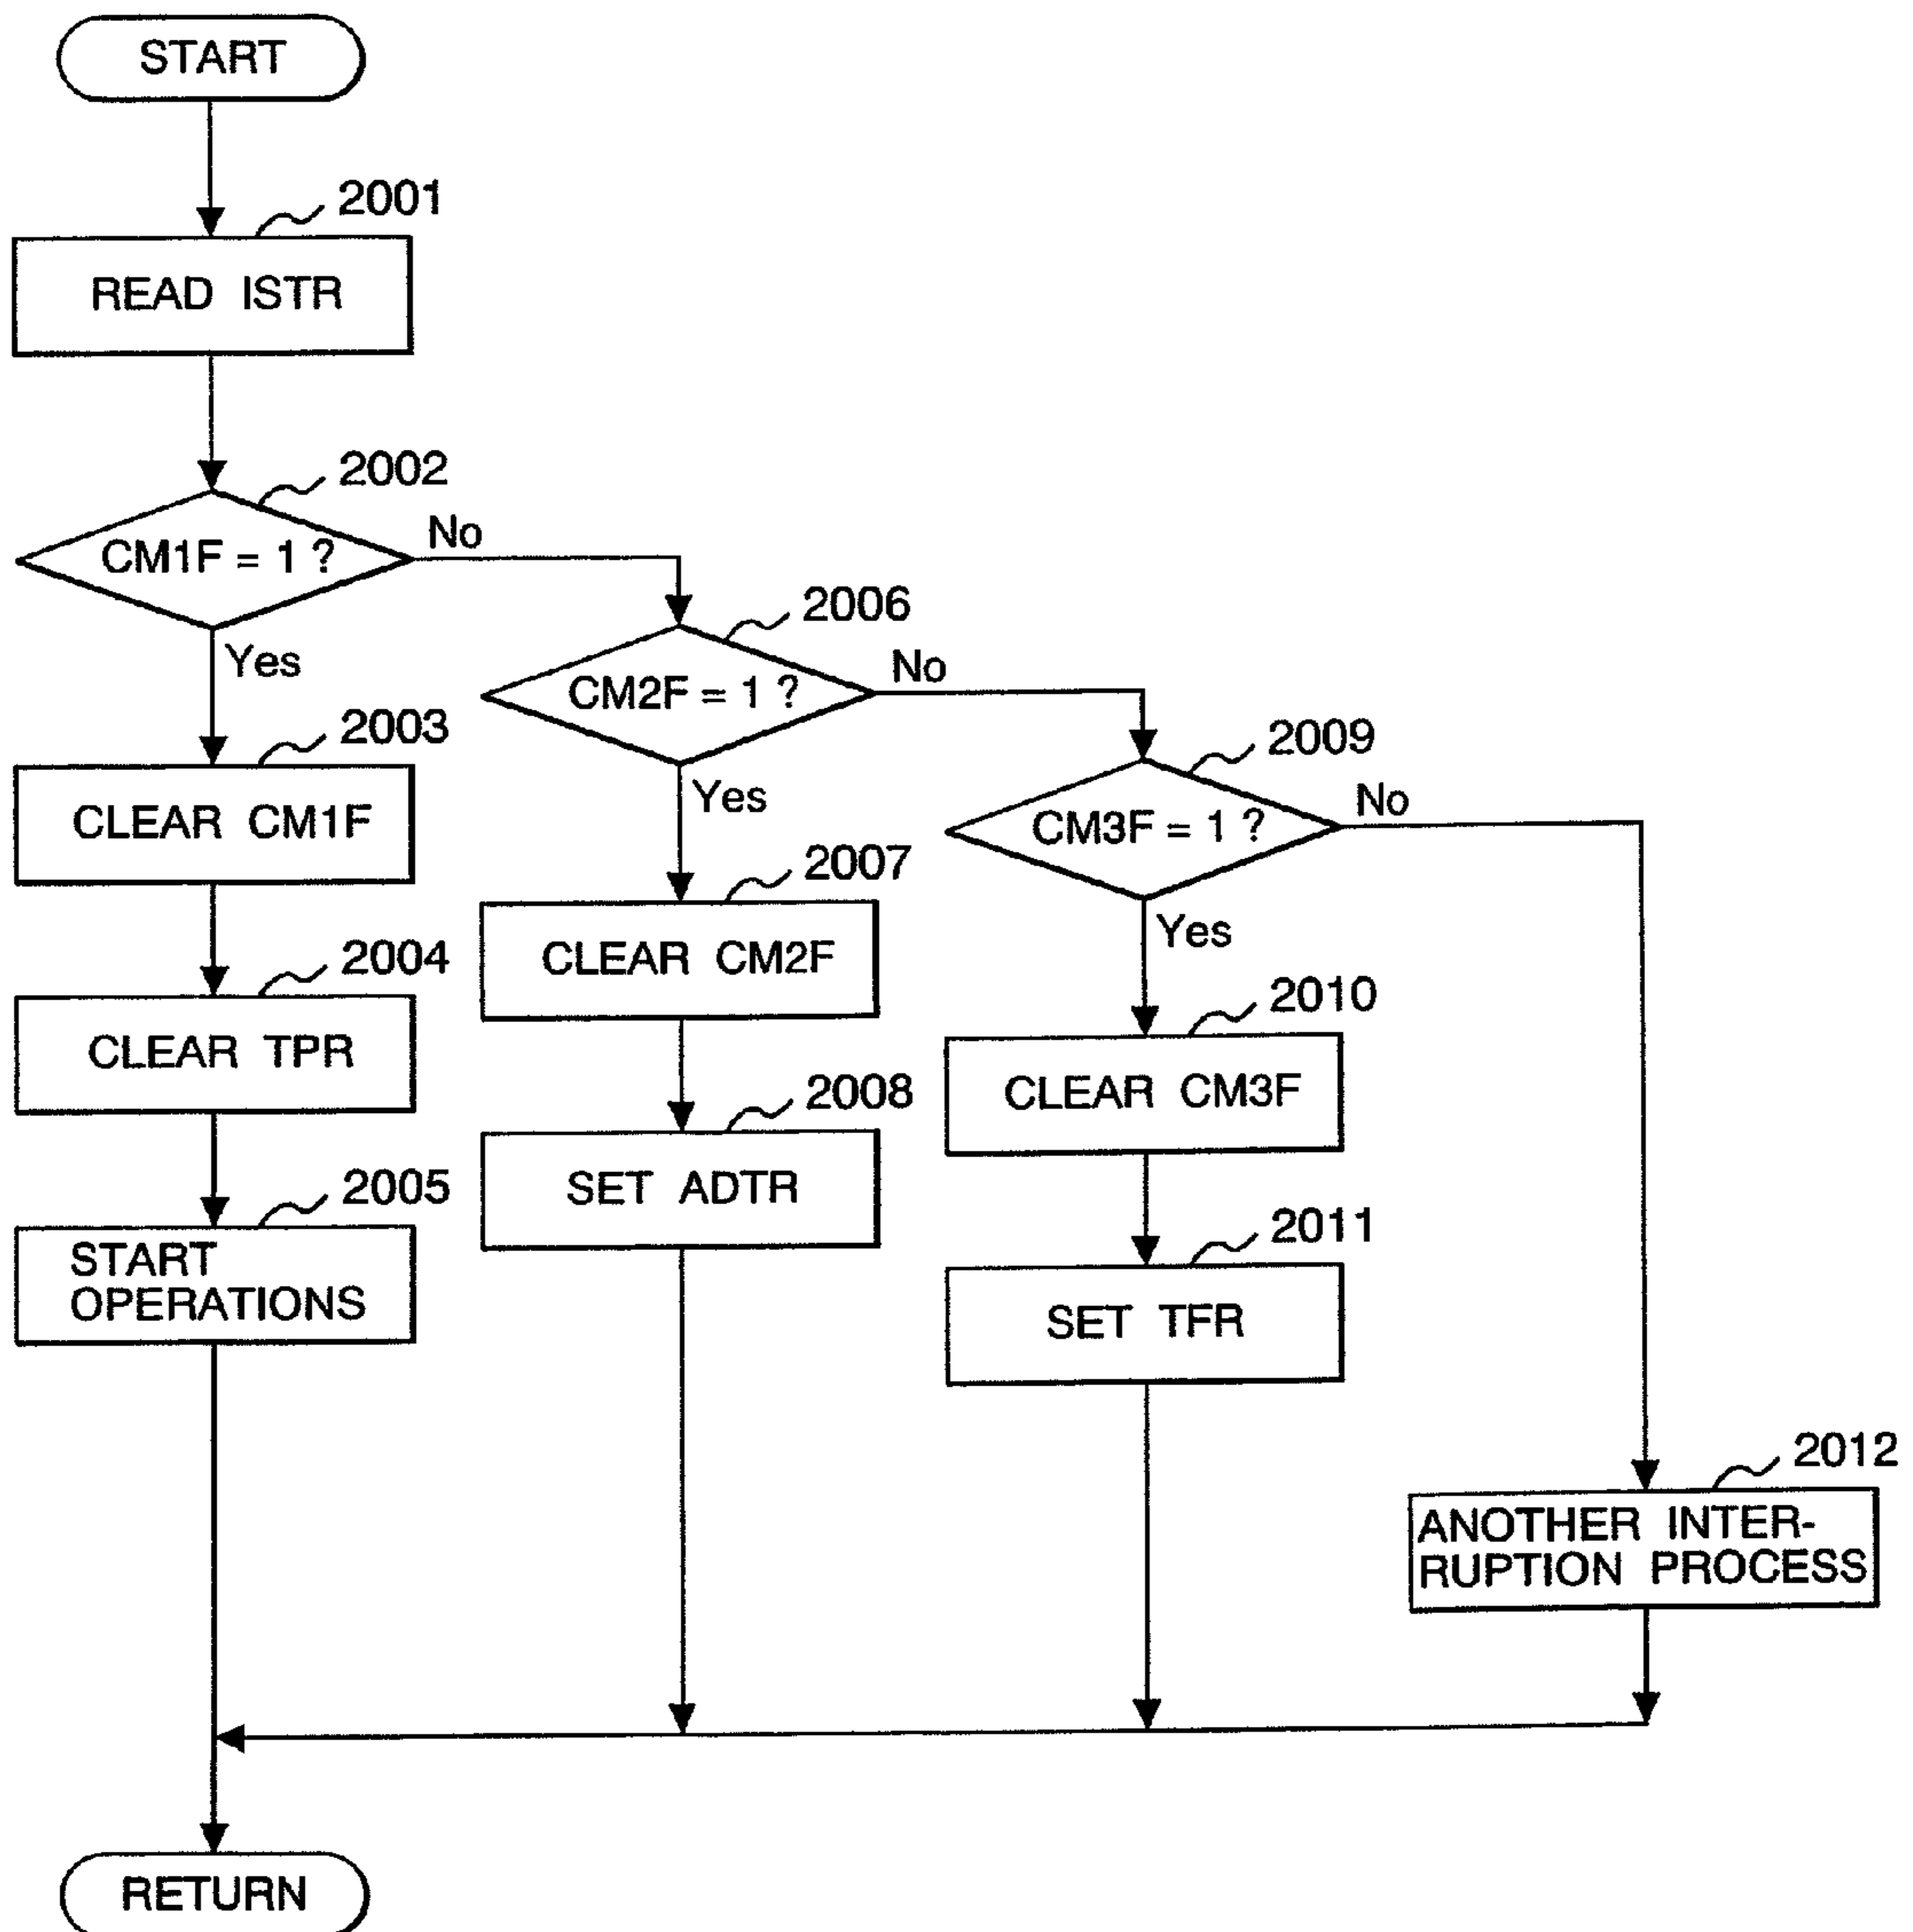 START
2001
READ ISTR
2002
CM1F = 1 ?
No
Yes
2006
CM2F = 1 ?
No
Yes
2009
CM3F = 1 ?
No
Yes
2003
CLEAR CM1F
2004
CLEAR TPR
2005
START
OPERATIONS
2007
CLEAR CM2F
2008
SET ADTR
2010
CLEAR CM3F
2011
SET TFR
2012
ANOTHER INTER-
RUPTION PROCESS
RETURN